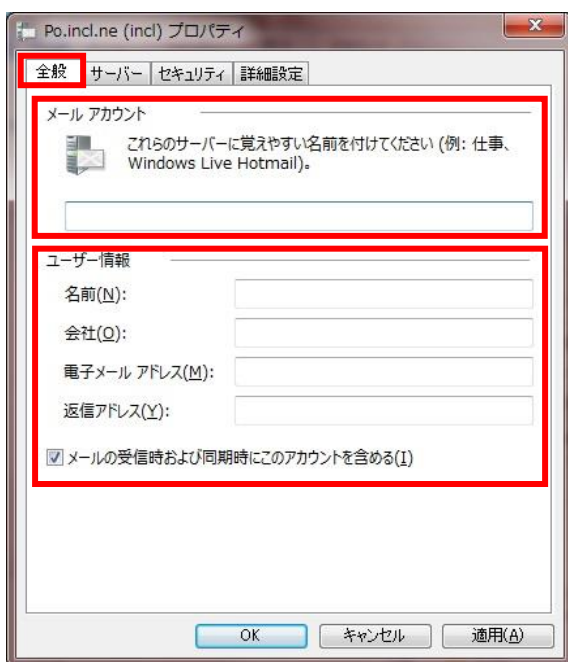 Po.incl.ne (incl) プロパティ
全般 サーバー セキュリティ 詳細設定
メール アカウント
これらのサーバーに覚えやすい名前を付けてください (例: 仕事、
Windows Live Hotmail)。
ユーザー情報
名前(N):
会社(O):
電子メール アドレス(M):
返信アドレス(Y):
メールの受信時および同期時にこのアカウントを含める(I)
OK キャンセル 適用(A)